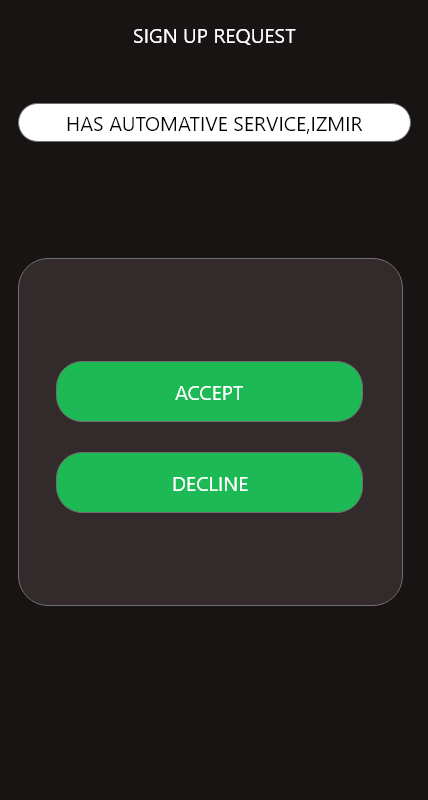 SIGN UP REQUEST
HAS AUTOMATIVE SERVICE,IZMIR
ACCEPT
DECLINE